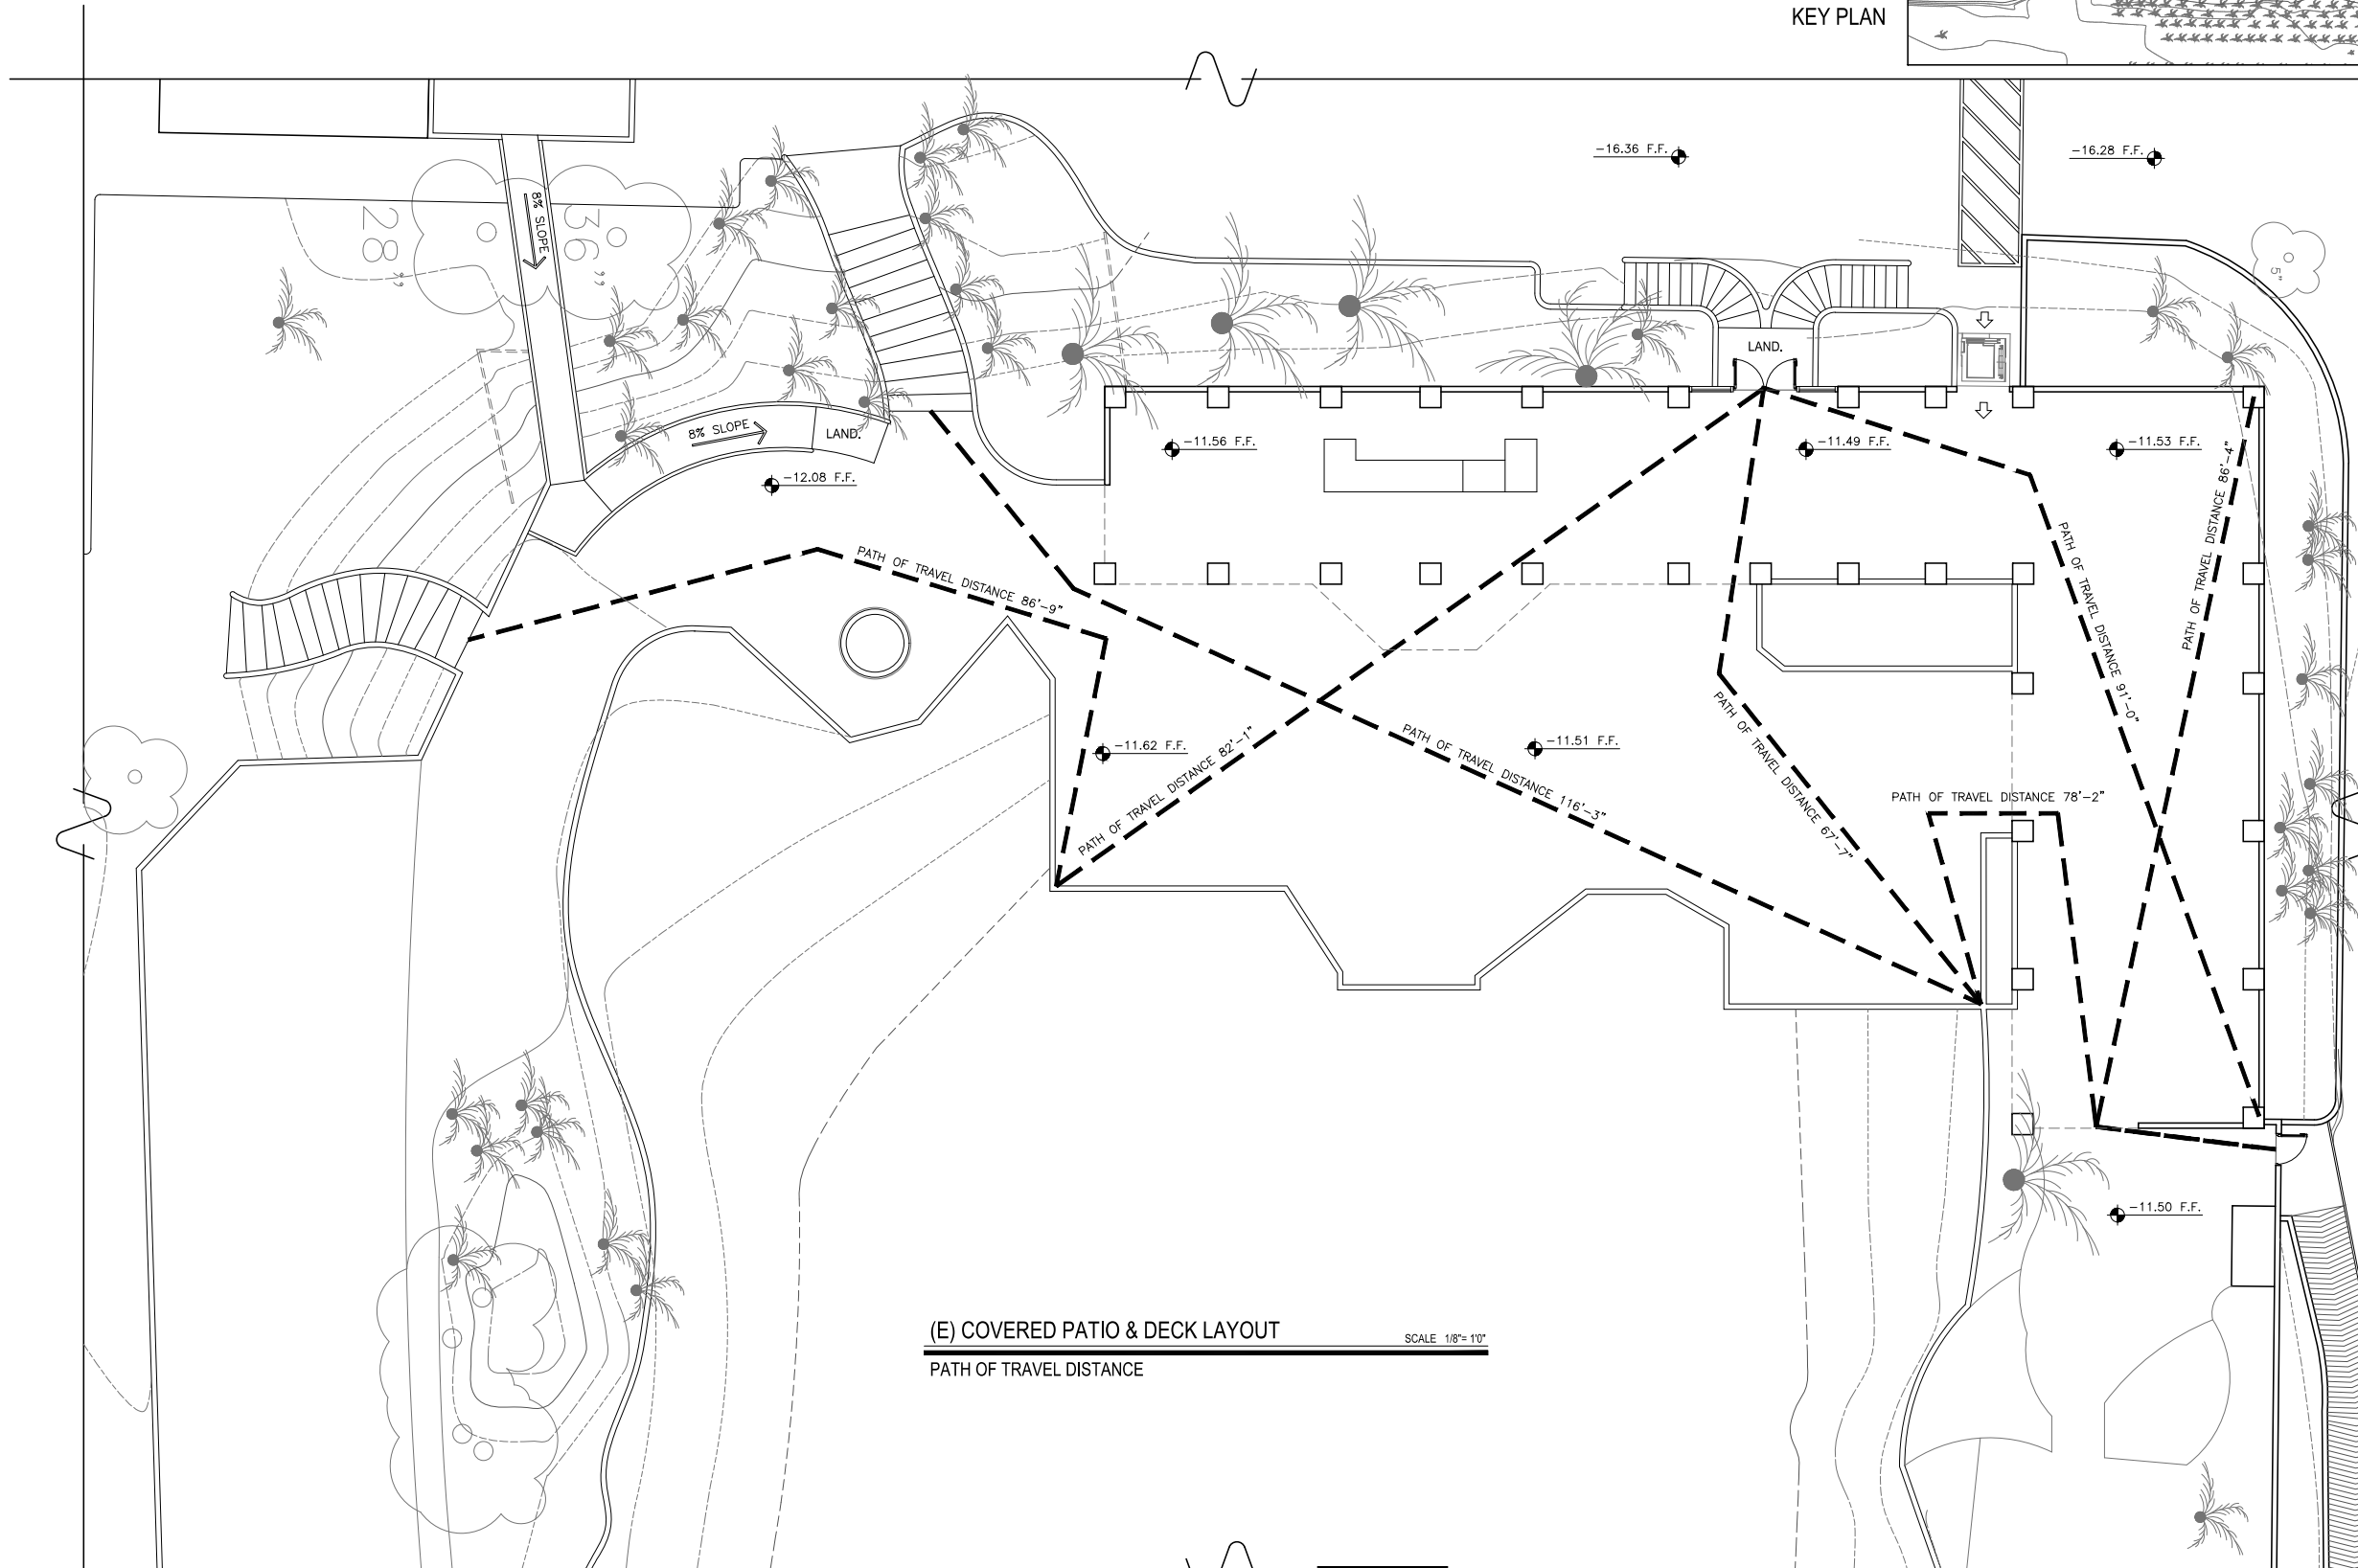 KEY PLAN
-16.36 F.F.
-16.28 F.F.
8% SLOPE
28"
36"
5"
LAND.
8% SLOPE
LAND.
-11.56 F.F.
-11.49 F.F.
-11.53 F.F.
-12.08 F.F.
PATH OF TRAVEL DISTANCE 86'-4"
PATH OF TRAVEL DISTANCE 86'-9"
PATH OF TRAVEL DISTANCE 91'-0"
-11.62 F.F.
-11.51 F.F.
PATH OF TRAVEL DISTANCE 82'-1"
PATH OF TRAVEL DISTANCE 116'-3"
PATH OF TRAVEL DISTANCE 67'-7"
PATH OF TRAVEL DISTANCE 78'-2"
-11.50 F.F.
(E) COVERED PATIO & DECK LAYOUT
SCALE 1/8"= 1'0"
PATH OF TRAVEL DISTANCE